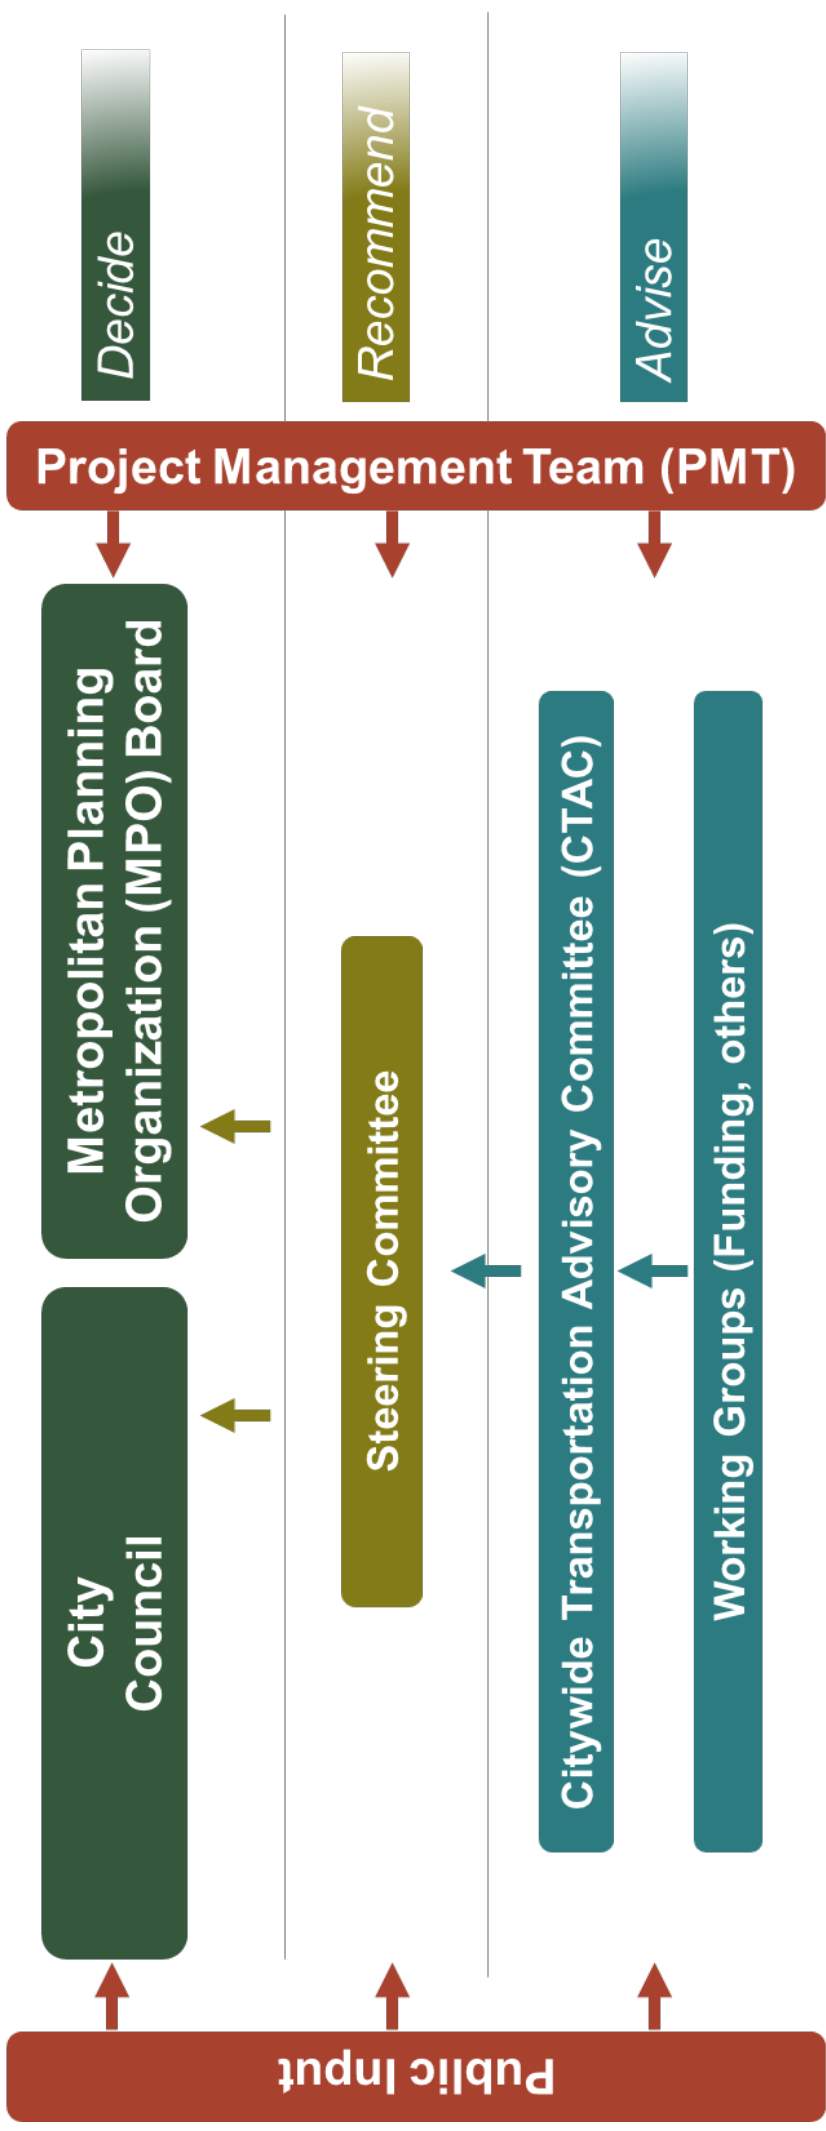 Decide
Recommend
Advise
Project Management Team (PMT)
Metropolitan Planning
Organization (MPO) Board
City
Council
Steering Committee
Citywide Transportation Advisory Committee (CTAC)
Working Groups (Funding, others)
Public Input